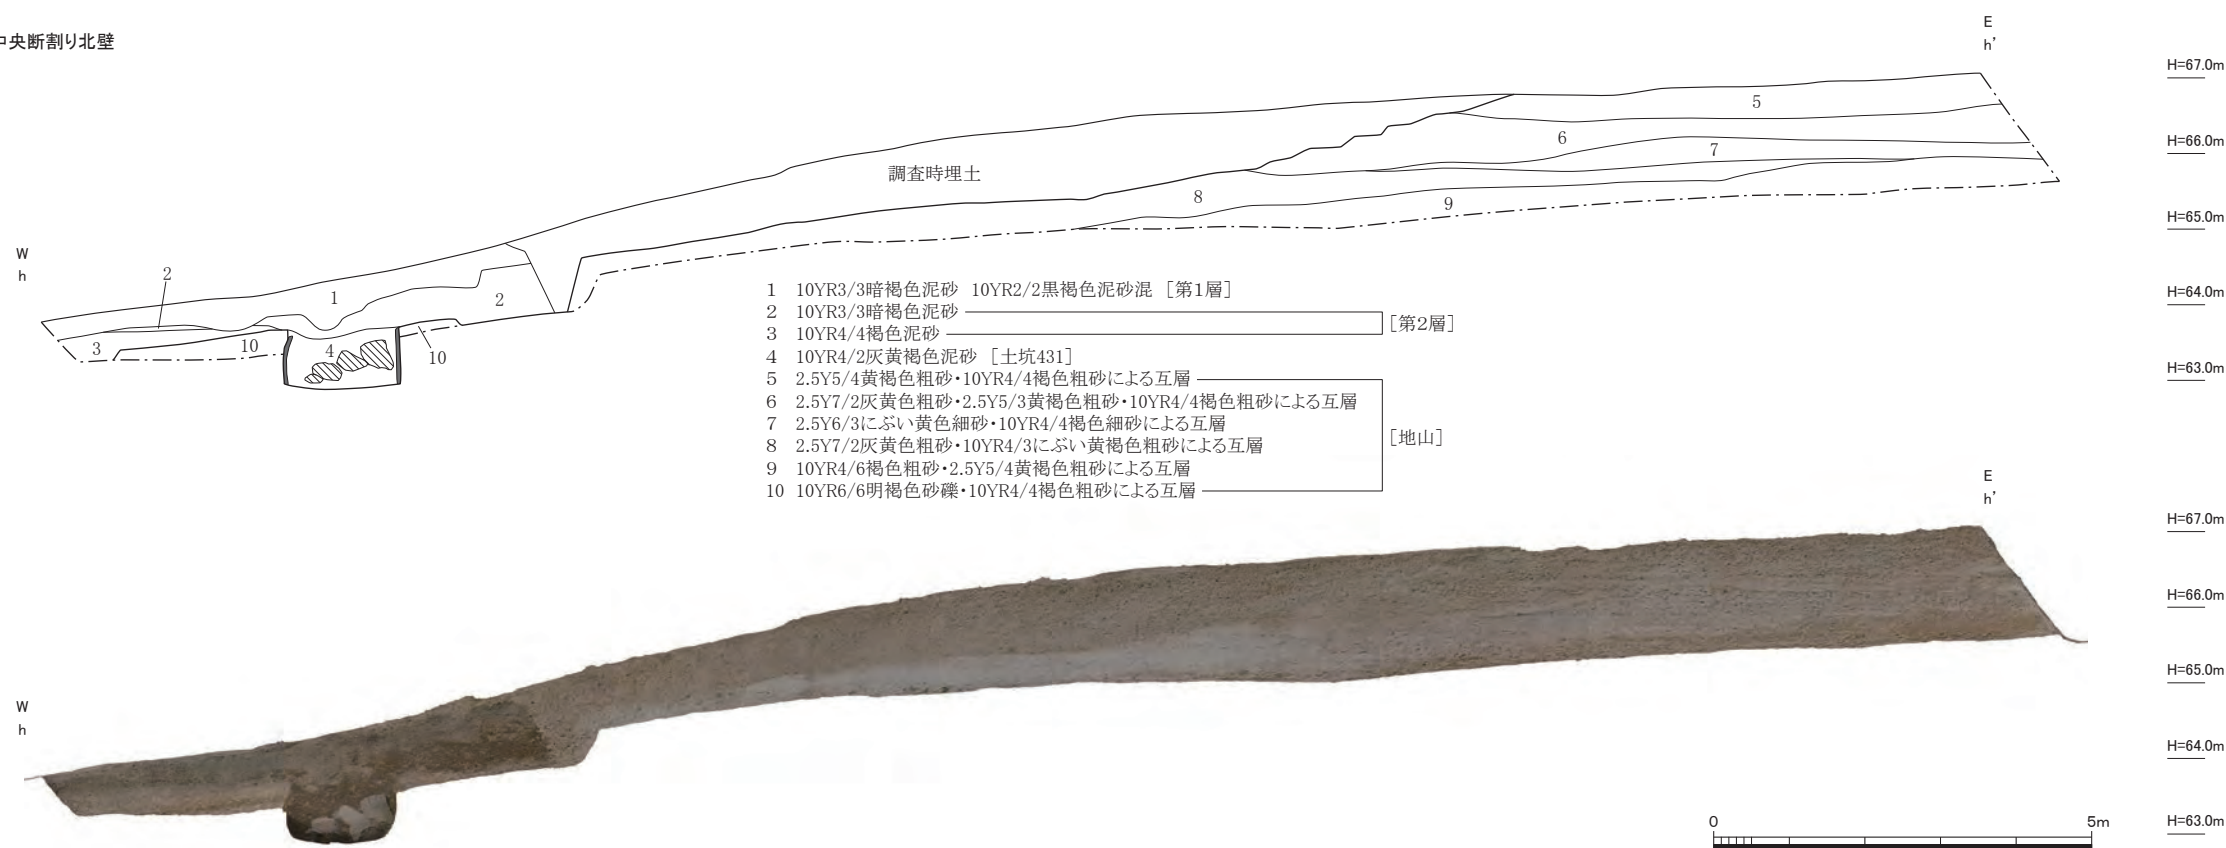 中央断割り北壁
E
h’
H=67.0m
5
6
H=66.0m
7
調査時埋土
8
9
H=65.0m
W
h
2
1
2
H=64.0m
3
10
4
10
H=63.0m
1 10YR3/3暗褐色泥砂 10YR2/2黒褐色泥砂混 [第1層]
2 10YR3/3暗褐色泥砂
[第2層]
3 10YR4/4褐色泥砂
4 10YR4/2灰黄褐色泥砂 [土坑431]
5 2.5Y5/4黄褐色粗砂・10YR4/4褐色粗砂による互層
6 2.5Y7/2灰黄色粗砂・2.5Y5/3黄褐色粗砂・10YR4/4褐色粗砂による互層
7 2.5Y6/3にぶい黄色細砂・10YR4/4褐色細砂による互層
[地山]
8 2.5Y7/2灰黄色粗砂・10YR4/3にぶい黄褐色粗砂による互層
9 10YR4/6褐色粗砂・2.5Y5/4黄褐色粗砂による互層
10 10YR6/6明褐色砂礫・10YR4/4褐色粗砂による互層
E
h’
H=67.0m
H=66.0m
H=65.0m
W
h
H=64.0m
0 5m
H=63.0m